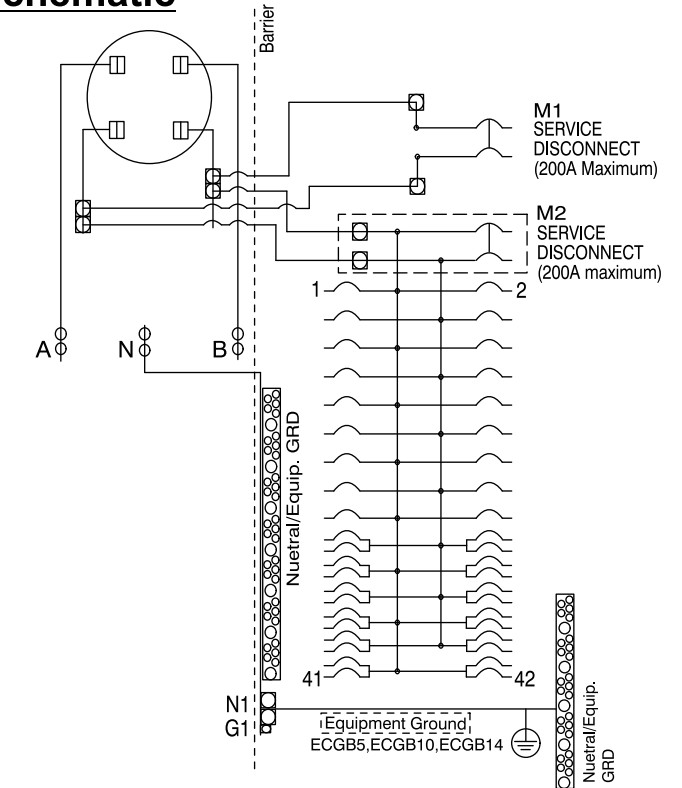 Barrier
M1
SERVICE
DISCONNECT
(200A Maximum)
M2
SERVICE
DISCONNECT
(200A maximum)
1
2
A
N
B
Nuetral/Equip. GRD
41
42
N1
G1
Equipment Ground
ECGB5,ECGB10,ECGB14
Nuetral/Equip.
GRD